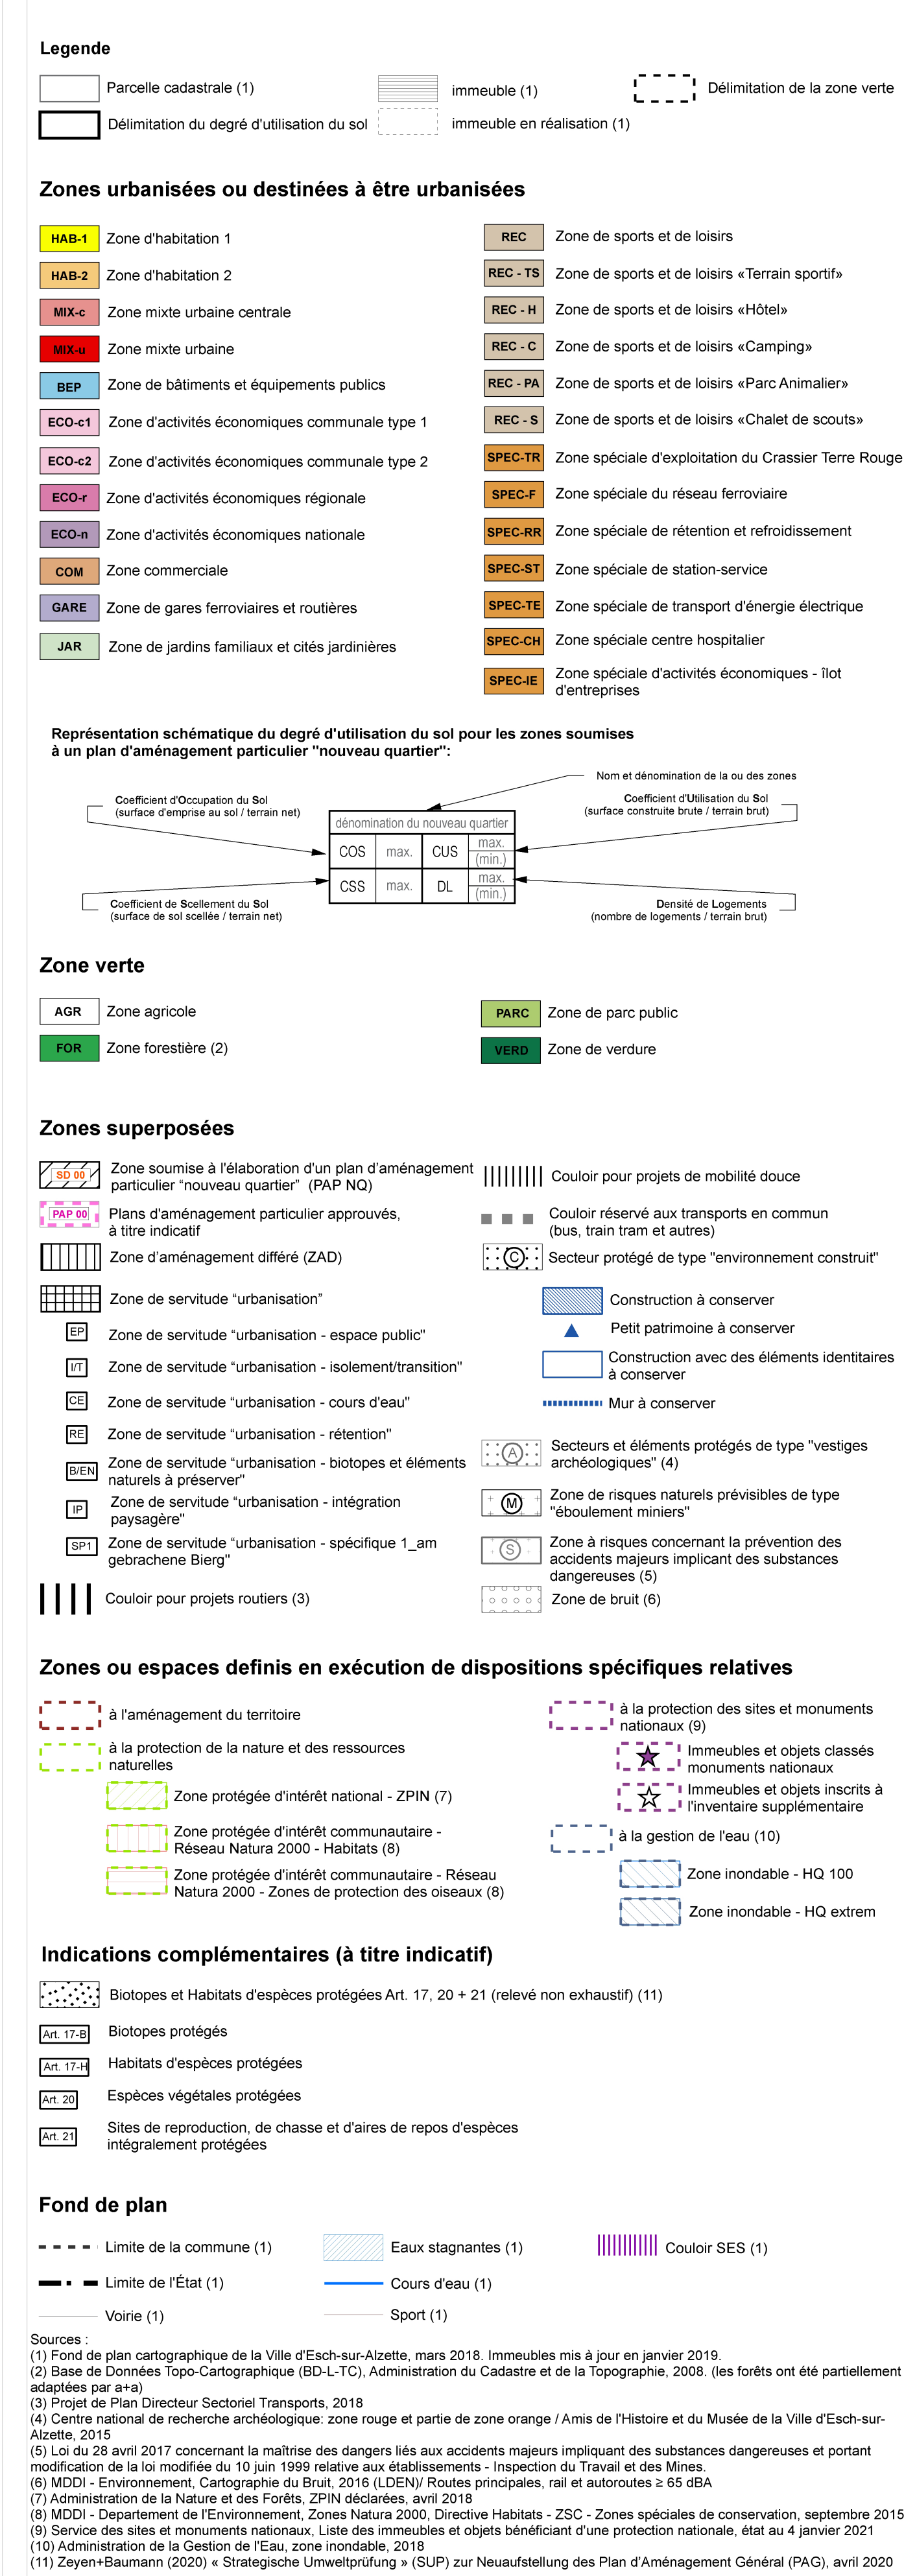 Legende
Parcelle cadastrale (1)
immeuble (1)
Délimitation de la zone verte
Délimitation du degré d'utilisation du sol
immeuble en réalisation (1)
Zones urbanisées ou destinées à être urbanisées
HAB-1 Zone d'habitation 1
HAB-2 Zone d'habitation 2
MIX-c Zone mixte urbaine centrale
MIX-u Zone mixte urbaine
BEP Zone de bâtiments et équipements publics
ECO-c1 Zone d'activités économiques communale type 1
ECO-c2 Zone d'activités économiques communale type 2
ECO-r Zone d'activités économiques régionale
ECO-n Zone d'activités économiques nationale
COM Zone commerciale
GARE Zone de gares ferroviaires et routières
JAR Zone de jardins familiaux et cités jardinières
REC Zone de sports et de loisirs
REC - TS Zone de sports et de loisirs «Terrain sportif»
REC - H Zone de sports et de loisirs «Hôtel»
REC - C Zone de sports et de loisirs «Camping»
REC - PA Zone de sports et de loisirs «Parc Animalier»
REC - S Zone de sports et de loisirs «Chalet de scouts»
SPEC-TR Zone spéciale d'exploitation du Crassier Terre Rouge
SPEC-F Zone spéciale du réseau ferroviaire
SPEC-RR Zone spéciale de rétention et refroidissement
SPEC-ST Zone spéciale de station-service
SPEC-TE Zone spéciale de transport d'énergie électrique
SPEC-CH Zone spéciale centre hospitalier
SPEC-IE Zone spéciale d'activités économiques - îlot
d'entreprises
Représentation schématique du degré d'utilisation du sol pour les zones soumises
à un plan d'aménagement particulier "nouveau quartier":
Nom et dénomination de la ou des zones
Coefficient d'Occupation du Sol
(surface d'emprise au sol / terrain net)
Coefficient d'Utilisation du Sol
(surface construite brute / terrain brut)
dénomination du nouveau quartier
COS max. CUS max.
(min.)
CSS max. DL max.
(min.)
Coefficient de Scellement du Sol
(surface de sol scellée / terrain net)
Densité de Logements
(nombre de logements / terrain brut)
Zone verte
AGR Zone agricole
FOR Zone forestière (2)
PARC Zone de parc public
VERD Zone de verdure
Zones superposées
SD 00 Zone soumise à l'élaboration d'un plan d’aménagement
particulier “nouveau quartier” (PAP NQ)
PAP 00 Plans d'aménagement particulier approuvés,
à titre indicatif
Zone d’aménagement différé (ZAD)
Zone de servitude “urbanisation”
EP Zone de servitude “urbanisation - espace public"
I/T Zone de servitude “urbanisation - isolement/transition"
CE Zone de servitude “urbanisation - cours d'eau"
RE Zone de servitude “urbanisation - rétention"
B/EN Zone de servitude “urbanisation - biotopes et éléments
naturels à préserver"
IP Zone de servitude “urbanisation - intégration
paysagère"
SP1 Zone de servitude “urbanisation - spécifique 1_am
gebrachene Bierg"
Couloir pour projets routiers (3)
Couloir pour projets de mobilité douce
Couloir réservé aux transports en commun
(bus, train tram et autres)
C Secteur protégé de type "environnement construit"
Construction à conserver
Petit patrimoine à conserver
Construction avec des éléments identitaires
à conserver
Mur à conserver
A Secteurs et éléments protégés de type "vestiges
archéologiques" (4)
M Zone de risques naturels prévisibles de type
"éboulement miniers"
S Zone à risques concernant la prévention des
accidents majeurs implicant des substances
dangereuses (5)
Zone de bruit (6)
Zones ou espaces definis en exécution de dispositions spécifiques relatives
à l'aménagement du territoire
à la protection de la nature et des ressources
naturelles
Zone protégée d'intérêt national - ZPIN (7)
Zone protégée d'intérêt communautaire -
Réseau Natura 2000 - Habitats (8)
Zone protégée d'intérêt communautaire - Réseau
Natura 2000 - Zones de protection des oiseaux (8)
à la protection des sites et monuments
nationaux (9)
Immeubles et objets classés
monuments nationaux
Immeubles et objets inscrits à
l'inventaire supplémentaire
à la gestion de l'eau (10)
Zone inondable - HQ 100
Zone inondable - HQ extrem
Indications complémentaires (à titre indicatif)
Biotopes et Habitats d'espèces protégées Art. 17, 20 + 21 (relevé non exhaustif) (11)
Art. 17-B Biotopes protégés
Art. 17-H Habitats d'espèces protégées
Art. 20 Espèces végétales protégées
Art. 21 Sites de reproduction, de chasse et d'aires de repos d'espèces
intégralement protégées
Fond de plan
Limite de la commune (1)
Eaux stagnantes (1)
Couloir SES (1)
Limite de l'État (1)
Cours d'eau (1)
Voirie (1)
Sport (1)
Sources :
(1) Fond de plan cartographique de la Ville d'Esch-sur-Alzette, mars 2018. Immeubles mis à jour en janvier 2019.
(2) Base de Données Topo-Cartographique (BD-L-TC), Administration du Cadastre et de la Topographie, 2008. (les forêts ont été partiellement
adaptées par a+a)
(3) Projet de Plan Directeur Sectoriel Transports, 2018
(4) Centre national de recherche archéologique: zone rouge et partie de zone orange / Amis de l'Histoire et du Musée de la Ville d'Esch-sur-
Alzette, 2015
(5) Loi du 28 avril 2017 concernant la maîtrise des dangers liés aux accidents majeurs impliquant des substances dangereuses et portant
modification de la loi modifiée du 10 juin 1999 relative aux établissements - Inspection du Travail et des Mines.
(6) MDDI - Environnement, Cartographie du Bruit, 2016 (LDEN)/ Routes principales, rail et autoroutes ≥ 65 dBA
(7) Administration de la Nature et des Forêts, ZPIN déclarées, avril 2018
(8) MDDI - Departement de l'Environnement, Zones Natura 2000, Directive Habitats - ZSC - Zones spéciales de conservation, septembre 2015
(9) Service des sites et monuments nationaux, Liste des immeubles et objets bénéficiant d'une protection nationale, état au 4 janvier 2021
(10) Administration de la Gestion de l'Eau, zone inondable, 2018
(11) Zeyen+Baumann (2020) « Strategische Umweltprüfung » (SUP) zur Neuaufstellung des Plan d’Aménagement Général (PAG), avril 2020